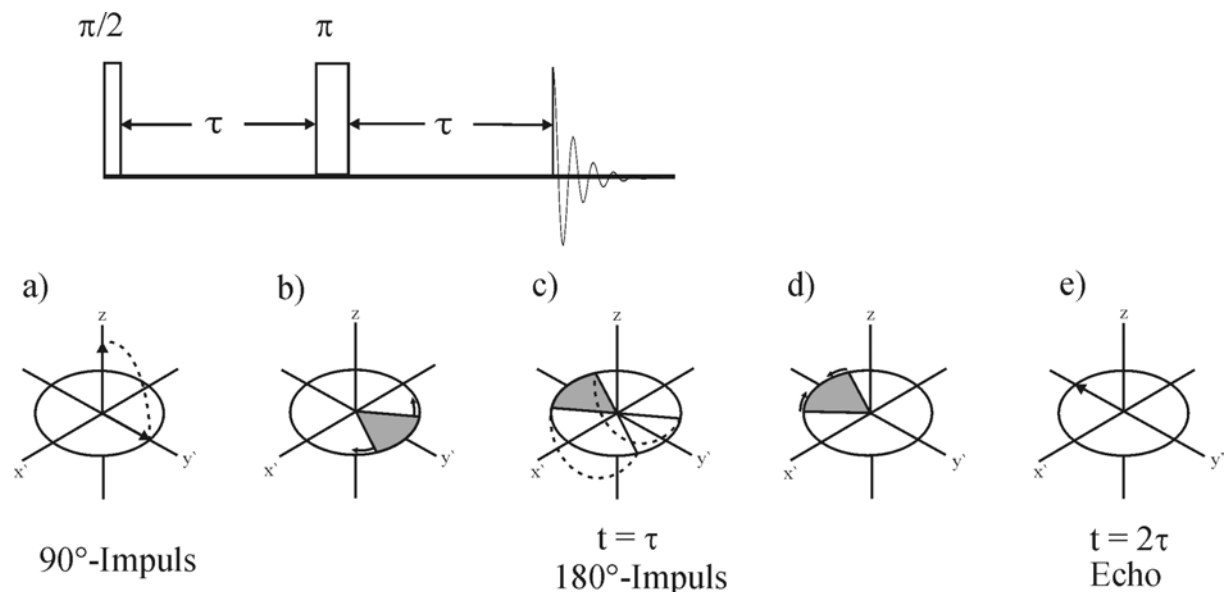 π/2 π
τ τ
a) b) c) d) e)
z z z z z
x` y` x` y` x` y` x` y` x` y`
t = τ t = 2τ
90°-Impuls 180°-Impuls Echo